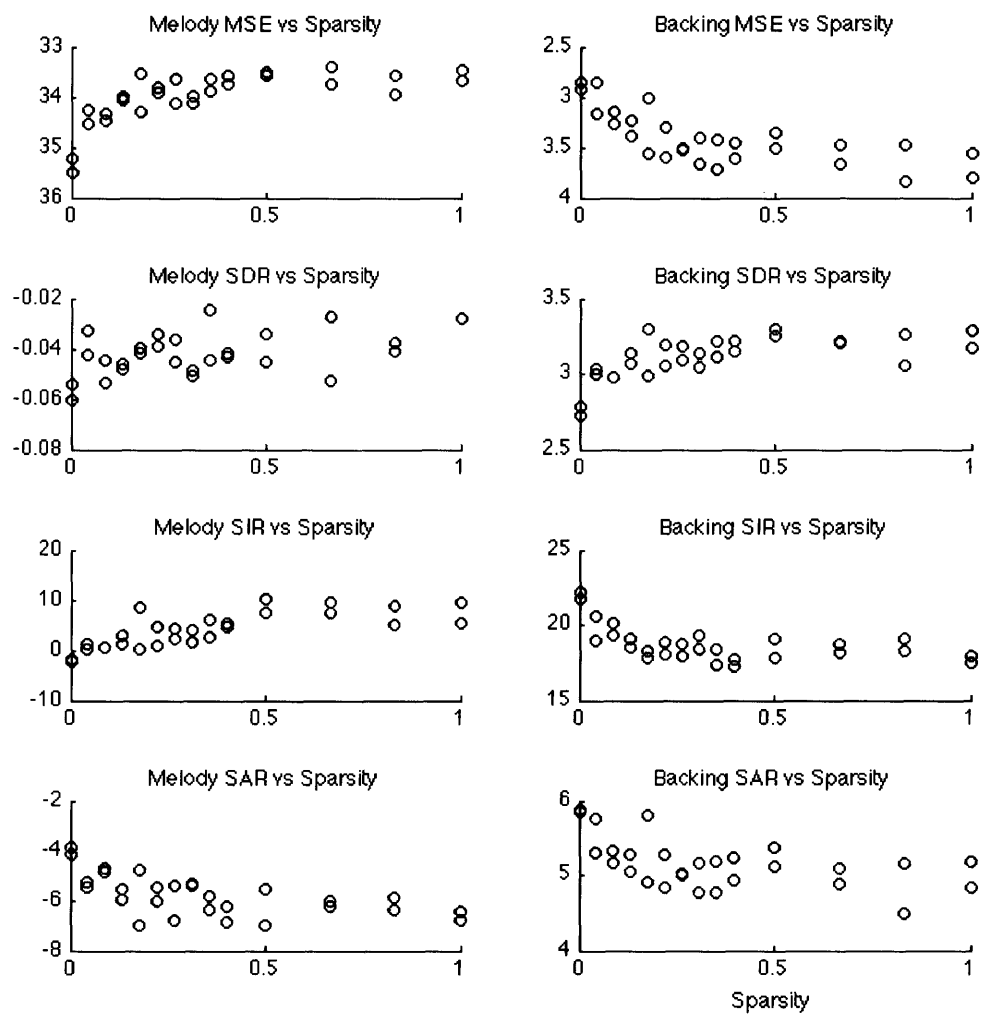 Melody MSE vs Sparsity
33
34
35
36
0 0.5 1
Backing MSE vs Sparsity
2.5
3
3.5
4
0 0.5 1
Melody SDR vs Sparsity
-0.02
-0.04
-0.06
-0.08
0 0.5 1
Backing SDR vs Sparsity
3.5
3
2.5
0 0.5 1
Melody SIR vs Sparsity
20
10
0
-10
0 0.5 1
Backing SIR vs Sparsity
25
20
15
0 0.5 1
Melody SAR vs Sparsity
-2
-4
-6
-8
0 0.5 1
Backing SAR vs Sparsity
6
5
4
0 0.5 1
Sparsity